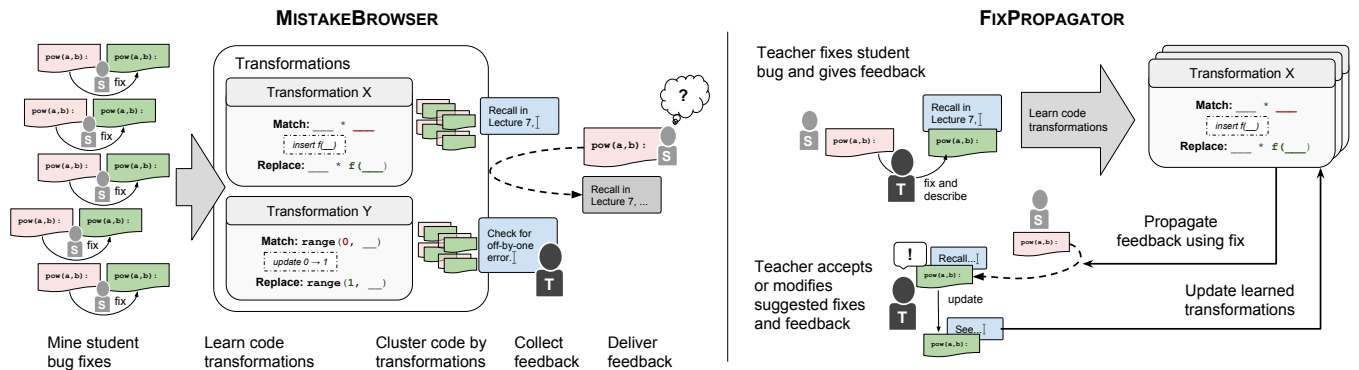 MISTAKEBROWSER
pow(a,b):
pow(a,b):
S
fix
pow(a,b):
pow(a,b):
S
fix
pow(a,b):
pow(a,b):
S
fix
pow(a,b):
pow(a,b):
S
fix
pow(a,b):
pow(a,b):
S
fix
Transformations
Transformation X
Match: ___ * ___
insert f(__)
Replace: ___ * f(___)
Transformation Y
Match: range(0, __)
update 0 → 1
Replace: range(1, __)
Recall in
Lecture 7,
Check for
off-by-one
error.
T
?
pow(a,b):
S
Recall in
Lecture 7, ...
Mine student
bug fixes
Learn code
transformations
Cluster code by
transformations
Collect
feedback
Deliver
feedback
FIXPROPAGATOR
Teacher fixes student
bug and gives feedback
S
pow(a,b):
Recall in
Lecture 7,
pow(a,b):
T
fix and
describe
Learn code
transformations
Transformation X
Match: ___ * ___
insert f(__)
Replace: ___ * f(___)
S
pow(a,b):
Propagate
feedback using fix
Teacher accepts
or modifies
suggested fixes
and feedback
!
Recall...
pow(a,b):
T
update
See...
pow(a,b):
Update learned
transformations